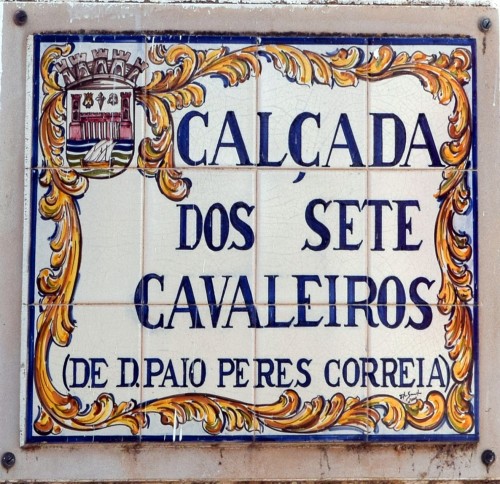 CALÇADA
DOS SETE
CAVALEIROS
(DE D.PAIO PERES CORREIA)